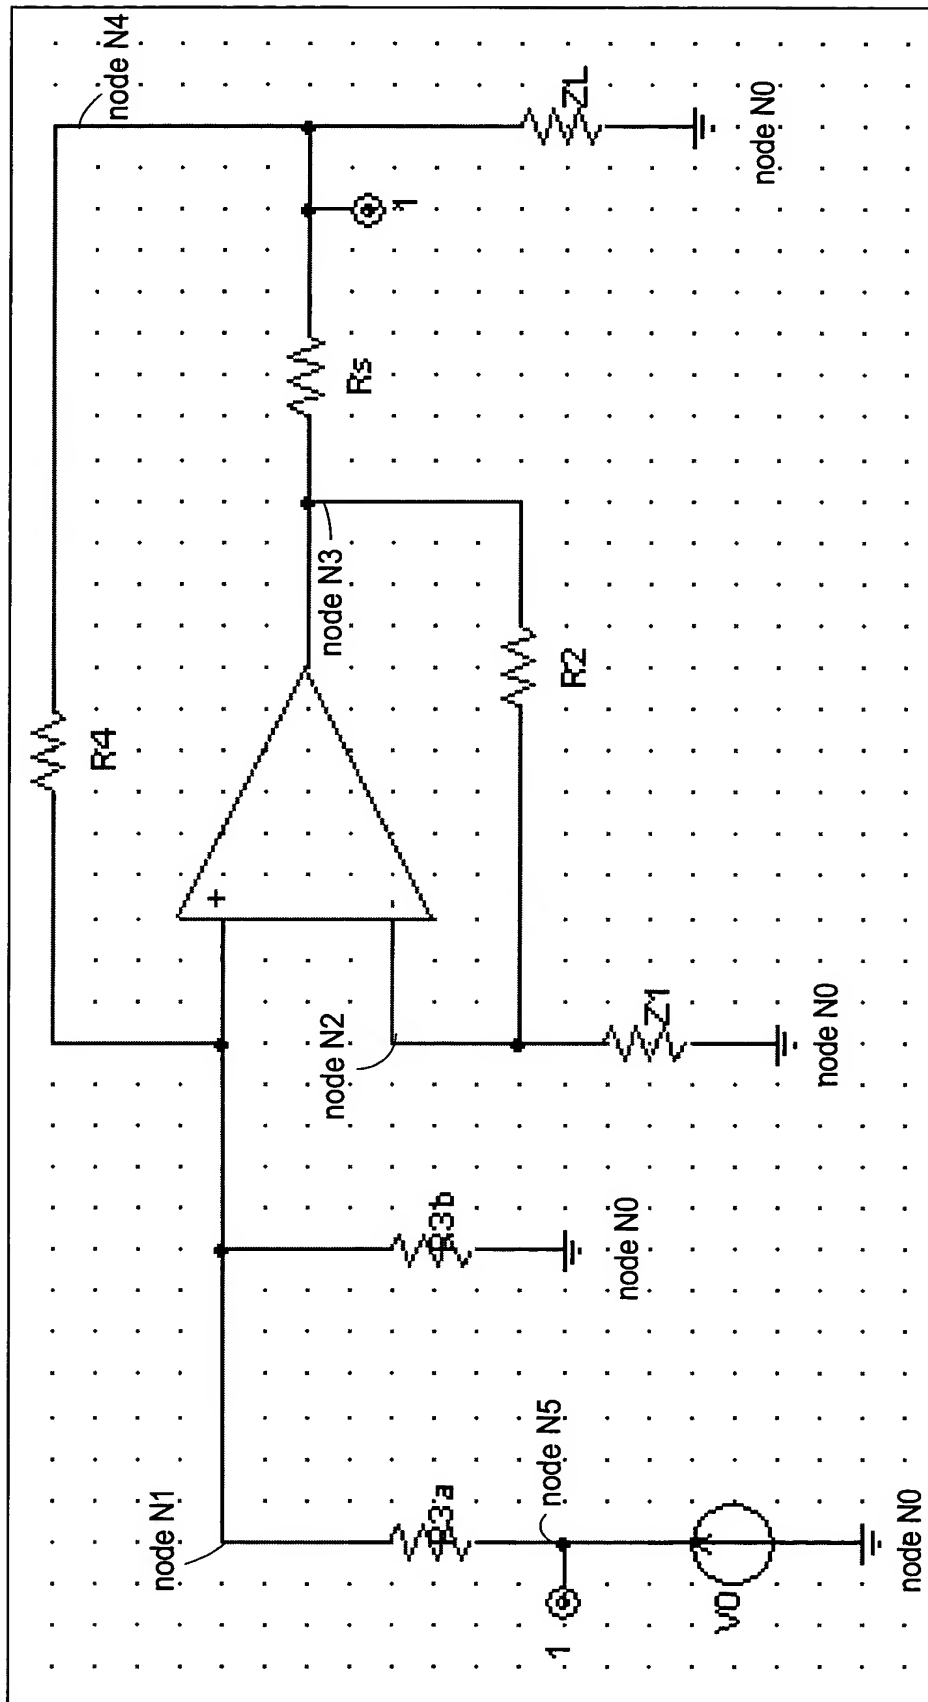 R4
node N4
node N1
+
node N2
node N3
Rs
-
1
R3a
R3b
node N5
1
R2
ZL
node N0
Z1
V0
node N0
node N0
node N0